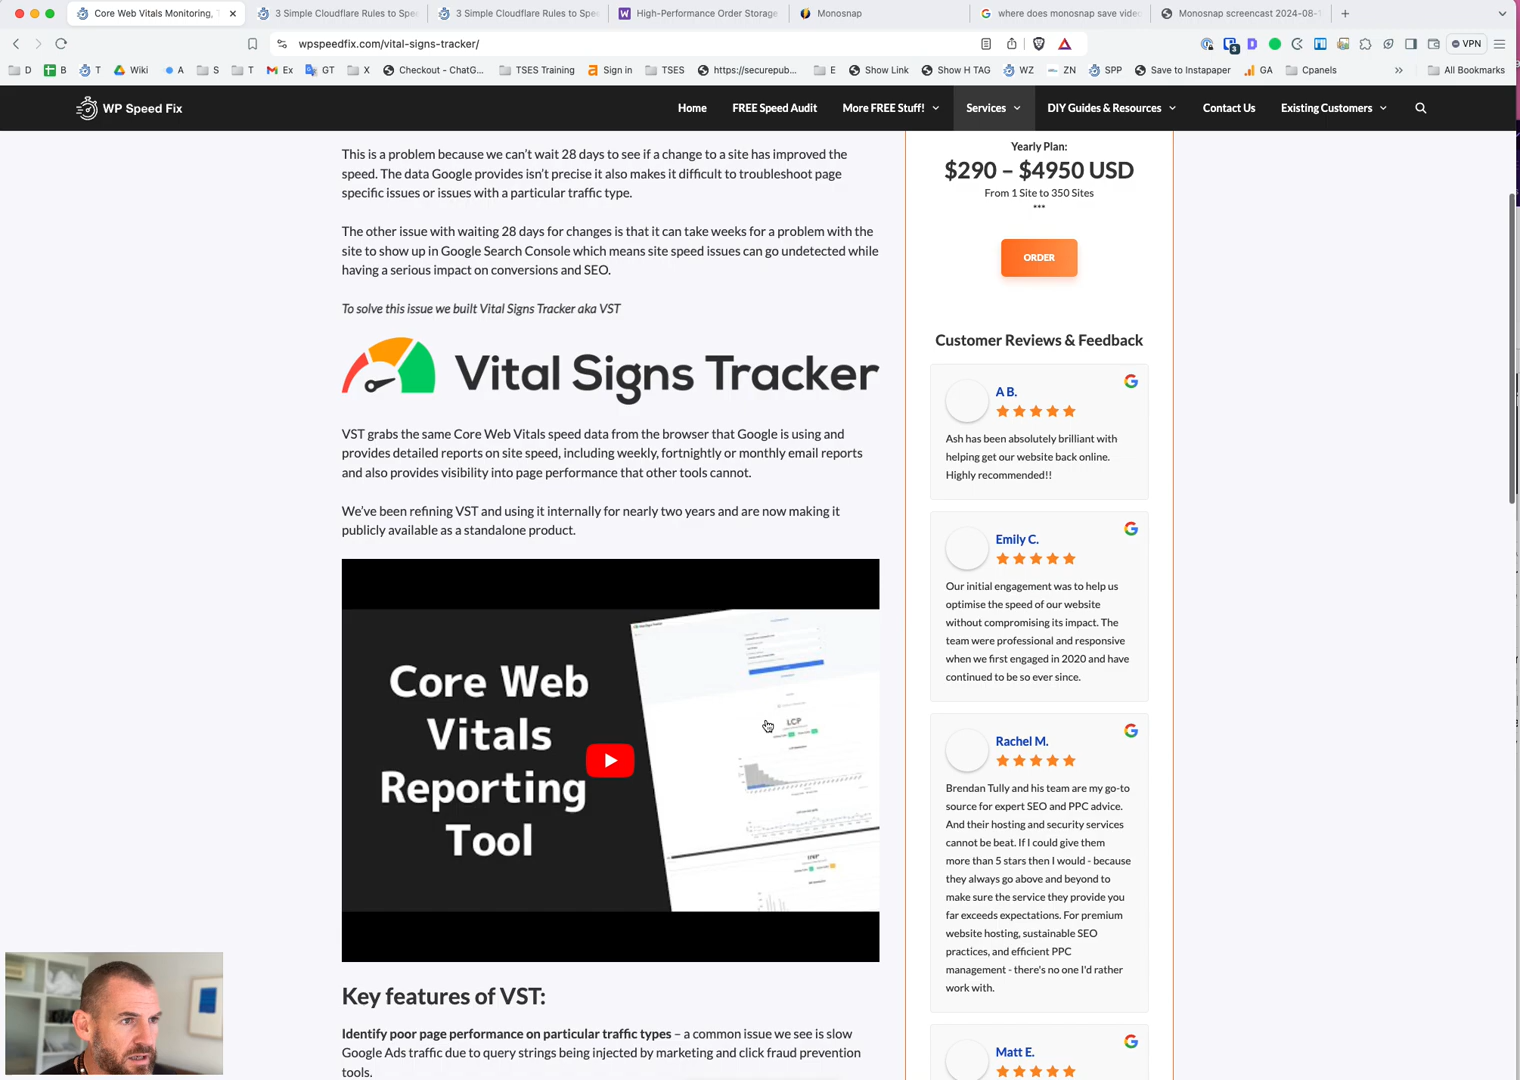 Core Web Vitals Monitoring, T
3 Simple Cloudflare Rules to Spee
3 Simple Cloudflare Rules to Spee
High-Performance Order Storage
Monosnap
where does monosnap save video
Monosnap screencast 2024-08-1
wpspeedfix.com/vital-signs-tracker/
VPN
D
B
T
Wiki
A
S
T
Ex
GT
X
Checkout - ChatG...
TSES Training
Sign in
TSES
https://securepub...
E
Show Link
Show H TAG
WZ
ZN
SPP
Save to Instapaper
GA
Cpanels
All Bookmarks
WP Speed Fix
Home
FREE Speed Audit
More FREE Stuff!
Services
DIY Guides & Resources
Contact Us
Existing Customers
This is a problem because we can't wait 28 days to see if a change to a site has improved the
speed. The data Google provides isn't precise it also makes it difficult to troubleshoot page
specific issues or issues with a particular traffic type.
The other issue with waiting 28 days for changes is that it can take weeks for a problem with the
site to show up in Google Search Console which means site speed issues can go undetected while
having a serious impact on conversions and SEO.
To solve this issue we built Vital Signs Tracker aka VST
Vital Signs Tracker
VST grabs the same Core Web Vitals speed data from the browser that Google is using and
provides detailed reports on site speed, including weekly, fortnightly or monthly email reports
and also provides visibility into page performance that other tools cannot.
We've been refining VST and using it internally for nearly two years and are now making it
publicly available as a standalone product.
Core Web
Vitals
Reporting
Tool
LCP
Key features of VST:
Identify poor page performance on particular traffic types – a common issue we see is slow
Google Ads traffic due to query strings being injected by marketing and click fraud prevention
tools.
Yearly Plan:
$290 – $4950 USD
From 1 Site to 350 Sites
***
ORDER
Customer Reviews & Feedback
A B.
Ash has been absolutely brilliant with
helping get our website back online.
Highly recommended!!
Emily C.
Our initial engagement was to help us
optimise the speed of our website
without compromising its impact. The
team were professional and responsive
when we first engaged in 2020 and have
continued to be so ever since.
Rachel M.
Brendan Tully and his team are my go-to
source for expert SEO and PPC advice.
And their hosting and security services
cannot be beat. If I could give them
more than 5 stars then I would - because
they always go above and beyond to
make sure the service they provide you
far exceeds expectations. For premium
website hosting, sustainable SEO
practices, and efficient PPC
management - there's no one I'd rather
work with.
Matt E.